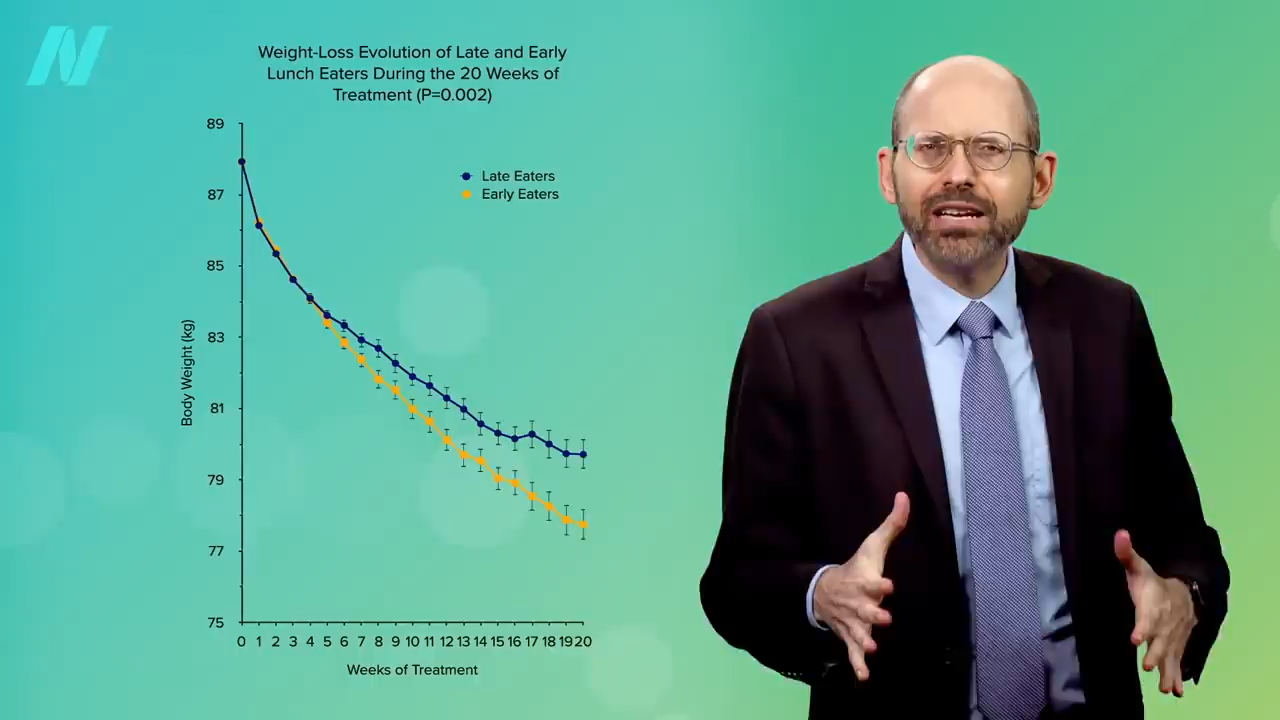 N
Weight-Loss Evolution of Late and Early
Lunch Eaters During the 20 Weeks of
Treatment (P=0.002)
89
87
85
83
81
79
77
75
Body Weight (kg)
Late Eaters
Early Eaters
0 1 2 3 4 5 6 7 8 9 10 11 12 13 14 15 16 17 18 19 20
Weeks of Treatment